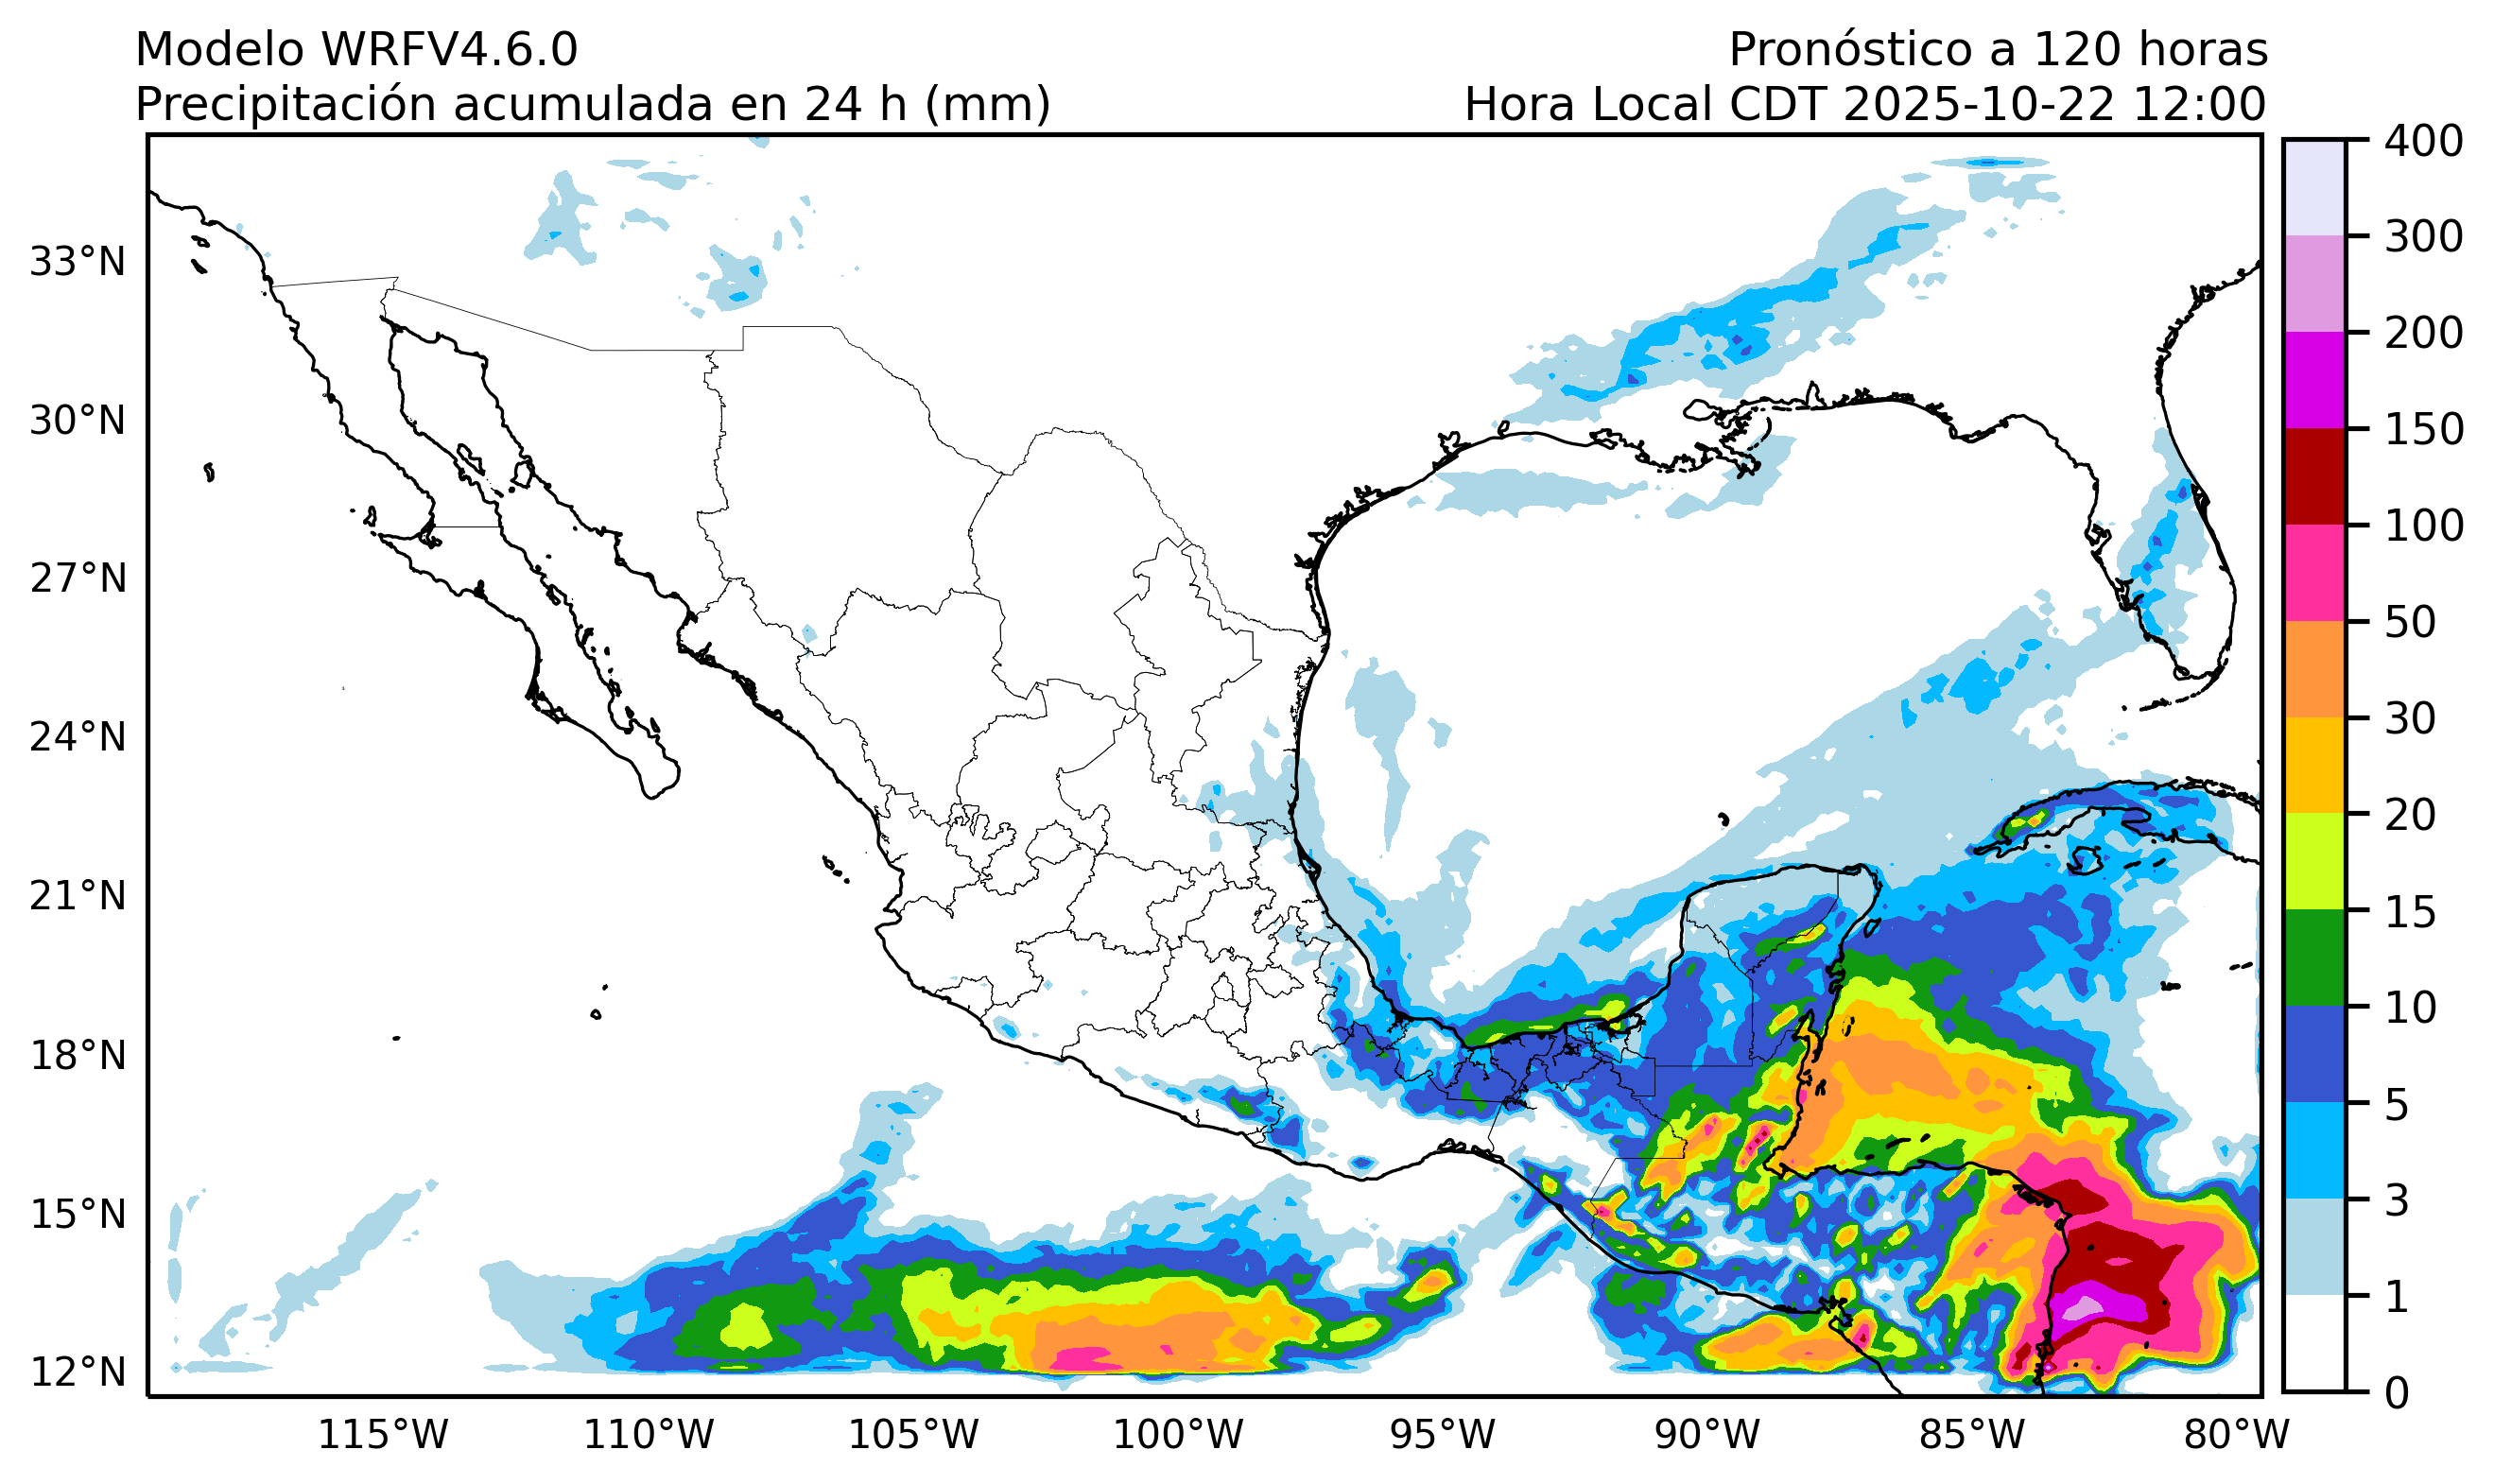 Modelo WRFV4.6.0
Pronóstico a 120 horas
Precipitación acumulada en 24 h (mm)
Hora Local CDT 2025-10-22 12:00
33°N
30°N
27°N
24°N
21°N
18°N
15°N
12°N
115°W
110°W
105°W
100°W
95°W
90°W
85°W
80°W
400
300
200
150
100
50
30
20
15
10
5
3
1
0